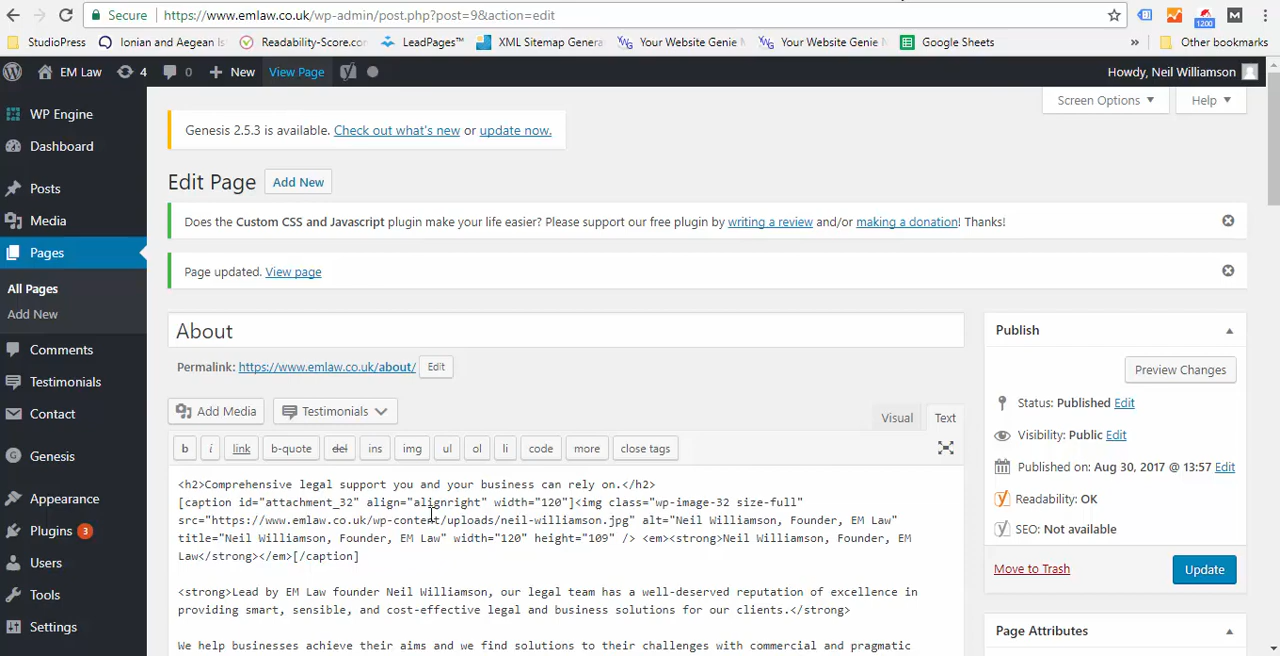 Secure https://www.emlaw.co.uk/wp-admin/post.php?post=9&action=edit
1200
M
StudioPress Ionian and Aegean Is Readability-Score.com LeadPages™ XML Sitemap Genera Your Website Genie Your Website Genie Google Sheets » Other bookmarks
EM Law 4 0 New View Page Howdy, Neil Williamson
Screen Options Help
WP Engine
Dashboard
Posts
Media
Pages
All Pages
Add New
Comments
Testimonials
Contact
Genesis
Appearance
Plugins 3
Users
Tools
Settings
Genesis 2.5.3 is available. Check out what's new or update now.
Edit Page Add New
Does the Custom CSS and Javascript plugin make your life easier? Please support our free plugin by writing a review and/or making a donation! Thanks!
Page updated. View page
About
Permalink: https://www.emlaw.co.uk/about/ Edit
Add Media Testimonials Visual Text
b i link b-quote del ins img ul ol li code more close tags
<h2>Comprehensive legal support you and your business can rely on.</h2>
[caption id="attachment_32" align="alignright" width="120"]<img class="wp-image-32 size-full"
src="https://www.emlaw.co.uk/wp-content/uploads/neil-williamson.jpg" alt="Neil Williamson, Founder, EM Law"
title="Neil Williamson, Founder, EM Law" width="120" height="109" /> <em><strong>Neil Williamson, Founder, EM
Law</strong></em>[/caption]
<strong>Lead by EM Law founder Neil Williamson, our legal team has a well-deserved reputation of excellence in
providing smart, sensible, and cost-effective legal and business solutions for our clients.</strong>
We help businesses achieve their aims and we find solutions to their challenges with commercial and pragmatic
Publish
Preview Changes
Status: Published Edit
Visibility: Public Edit
Published on: Aug 30, 2017 @ 13:57 Edit
Readability: OK
SEO: Not available
Move to Trash Update
Page Attributes